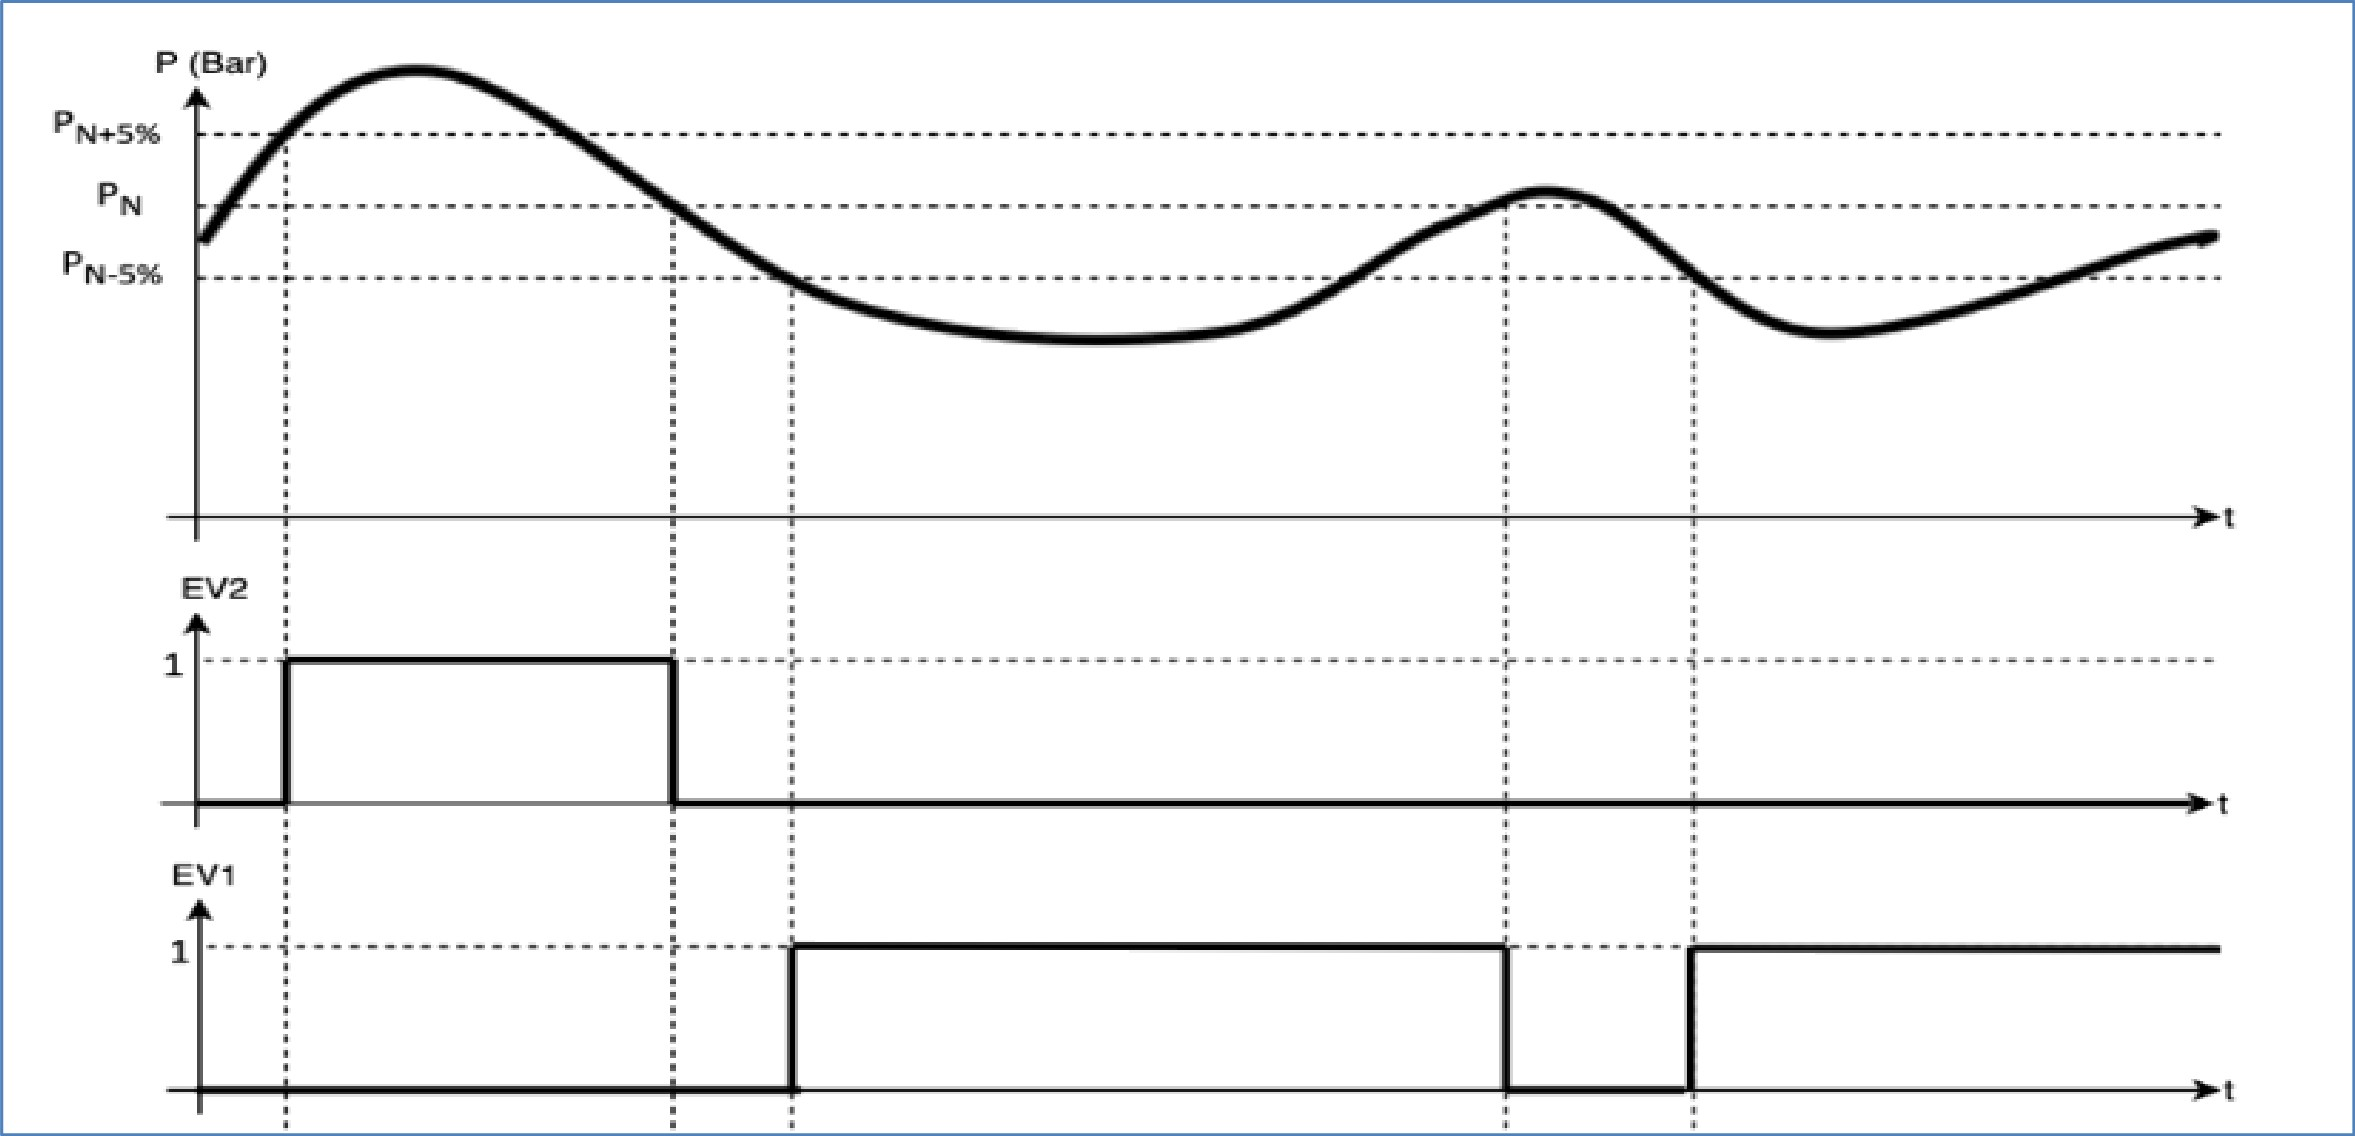 P (Bar)
PN+5%
PN
PN-5%
t
EV2
1
t
EV1
1
t